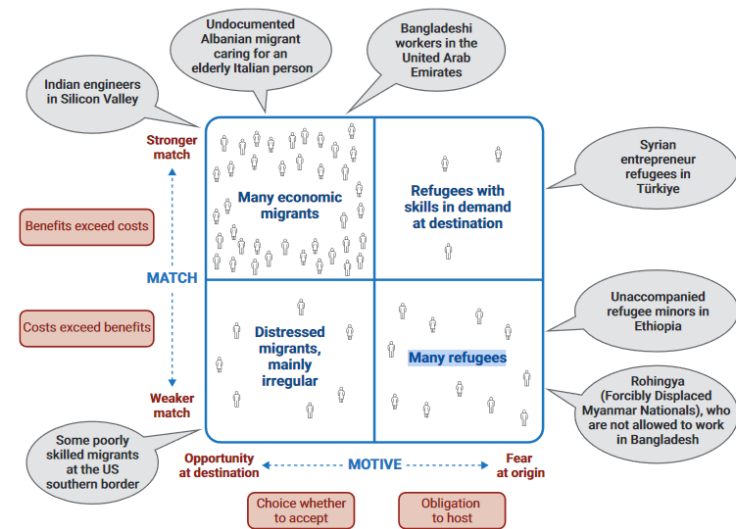 Undocumented
Albanian migrant
caring for an
elderly Italian person
Bangladeshi
workers in the
United Arab
Emirates
Indian engineers
in Silicon Valley
Stronger
match
Syrian
entrepreneur
refugees in
Türkiye
Many economic
migrants
Refugees with
skills in demand
at destination
Benefits exceed costs
MATCH
Costs exceed benefits
Unaccompanied
refugee minors in
Ethiopia
Distressed
migrants,
mainly
irregular
Many refugees
Weaker
match
Rohingya
(Forcibly Displaced
Myanmar Nationals), who
are not allowed to work
in Bangladesh
Some poorly
skilled migrants
at the US
southern border
Opportunity
at destination
MOTIVE
Fear
at origin
Choice whether
to accept
Obligation
to host